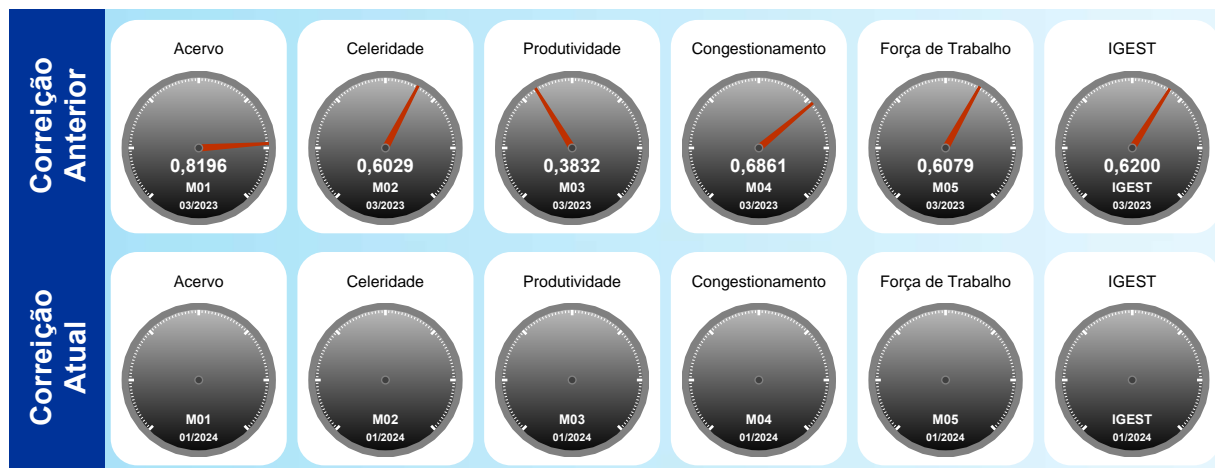 Correição
Anterior
Acervo
0,8196
M01
03/2023
Celeridade
0,6029
M02
03/2023
Produtividade
0,3832
M03
03/2023
Congestionamento
0,6861
M04
03/2023
Força de Trabalho
0,6079
M05
03/2023
IGEST
0,6200
IGEST
03/2023
Correição
Atual
Acervo
M01
01/2024
Celeridade
M02
01/2024
Produtividade
M03
01/2024
Congestionamento
M04
01/2024
Força de Trabalho
M05
01/2024
IGEST
IGEST
01/2024